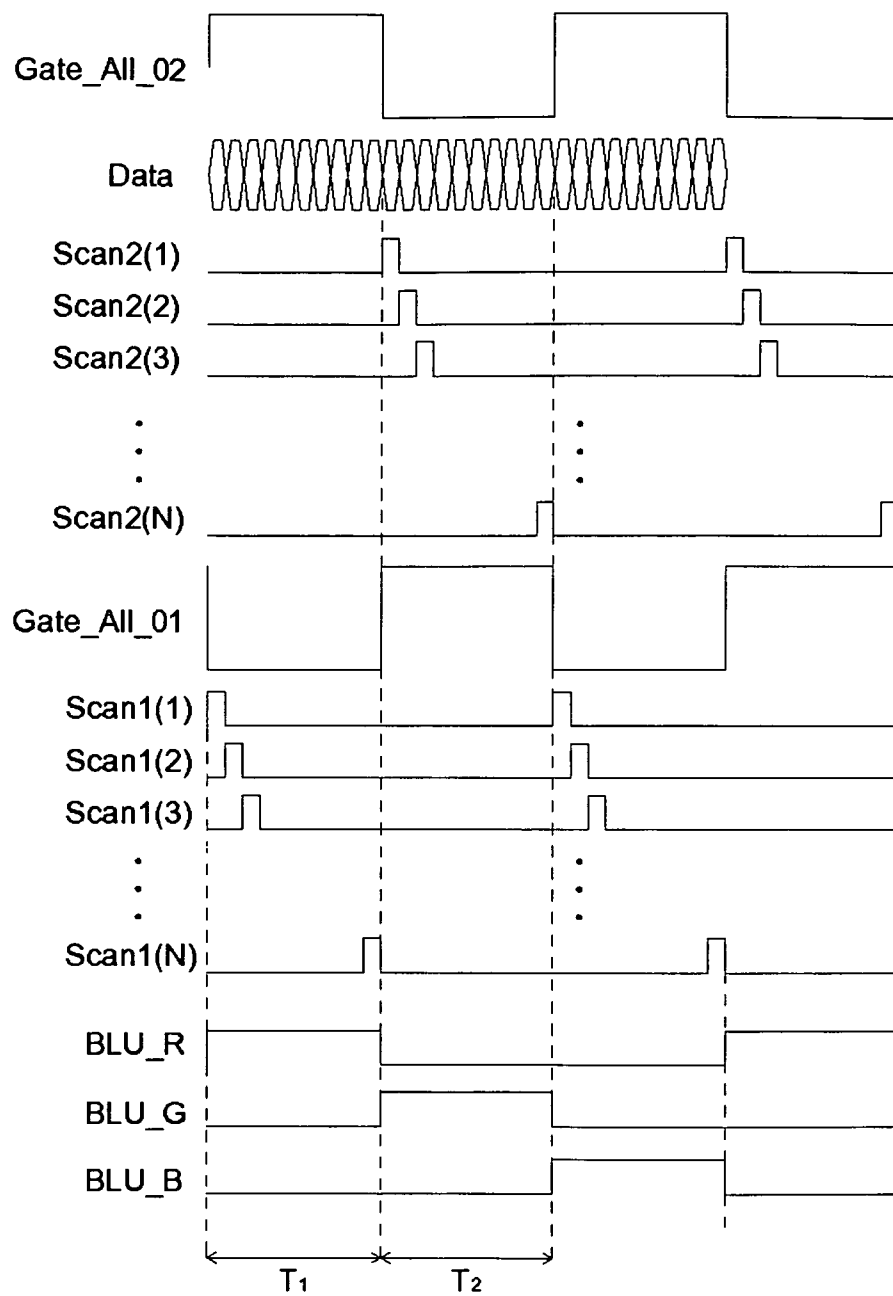 Gate_All_02
Data
Scan2(1)
Scan2(2)
Scan2(3)
Scan2(N)
Gate_All_01
Scan1(1)
Scan1(2)
Scan1(3)
Scan1(N)
BLU_R
BLU_G
BLU_B
T1 T2